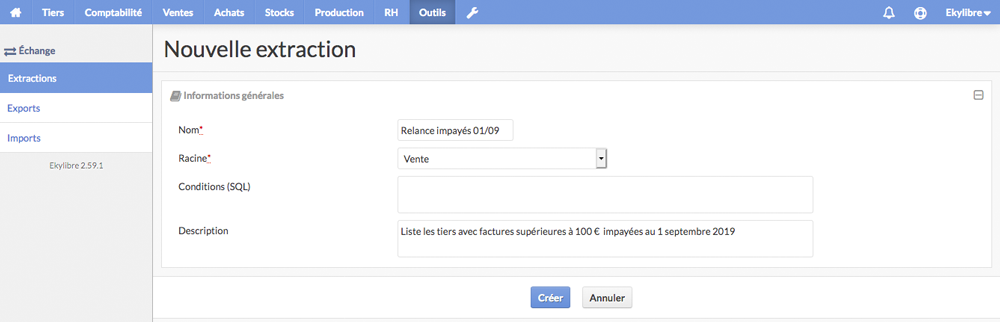 Tiers Comptabilité Ventes Achats Stocks Production RH Outils Ekylibre
Échange
Extractions
Exports
Imports
Ekylibre 2.59.1
Nouvelle extraction
Informations générales
Nom* Relance impayés 01/09
Racine* Vente
Conditions (SQL)
Description Liste les tiers avec factures supérieures à 100 € impayées au 1 septembre 2019
Créer Annuler